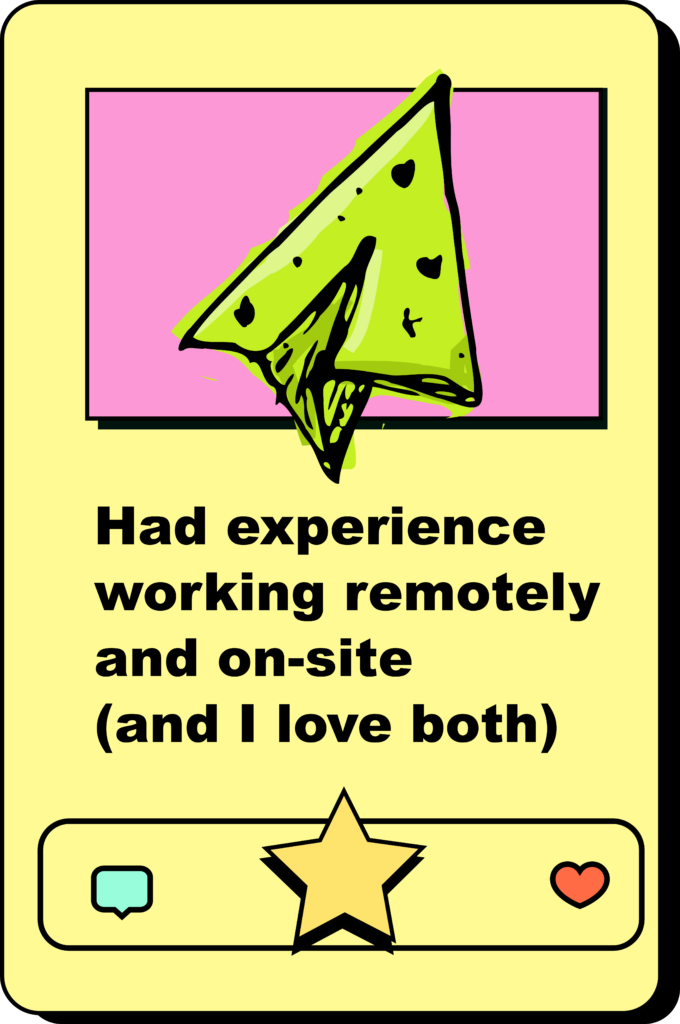 Had experience
working remotely
and on-site
(and I love both)